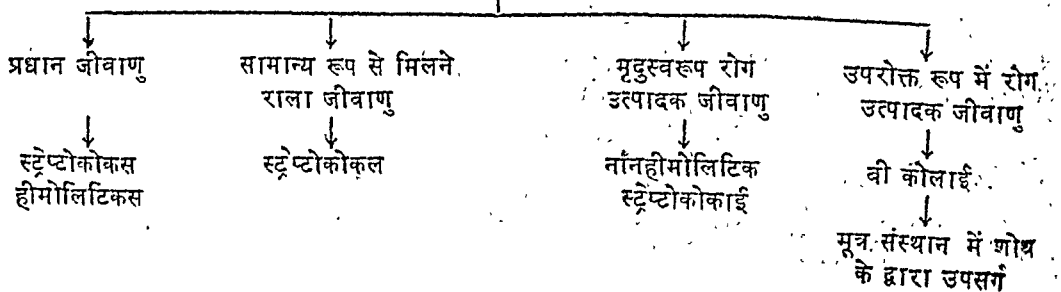 प्रधान जीवाणु
सामान्य रूप से मिलने
राला जीवाणु
मृदुस्वरूप रोग
उत्पादक जीवाणु
उपरोक्त रूप में रोग
उत्पादक जीवाणु
स्ट्रेप्टोकोकस
हीमोलिटिकस
स्ट्रेप्टोकोकल
नॉनहीमोलिटिक
स्ट्रेप्टोकोकाई
वी कोलाई
मूत्र संस्थान में शोथ
के द्वारा उपसर्ग